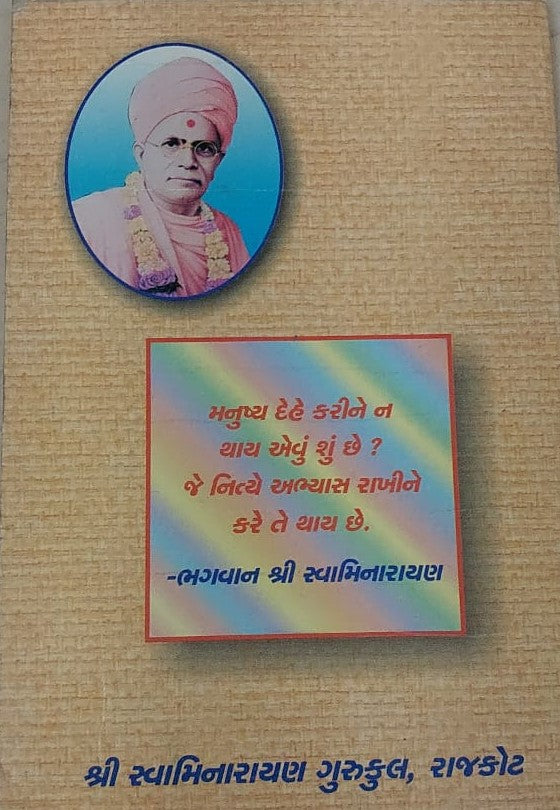 મનુષ્ય દેહે કરીને ન
થાય એવું શું છે ?
જે નિત્યે અભ્યાસ રાખીને
કરે તે થાય છે.
-ભગવાન શ્રી સ્વામિનારાયણ
શ્રી સ્વામિનારાયણ ગુરુકુલ, રાજકોટ